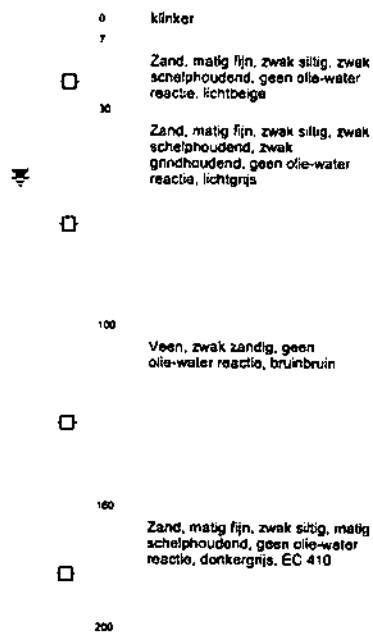 0 klinker
7
Zand, matig fijn, zwak siltig, zwak
schelphoudend, geen olie-water
reactie, lichtbeige
30
Zand, matig fijn, zwak siltig, zwak
schelphoudend, zwak
grindhoudend, geen olie-water
reactie, lichtgrijs
100
Veen, zwak zandig, geen
olie-water reactie, bruinbruin
160
Zand, matig fijn, zwak siltig, matig
schelphoudend, geen olie-water
reactie, donkergrijs, EC 410
200